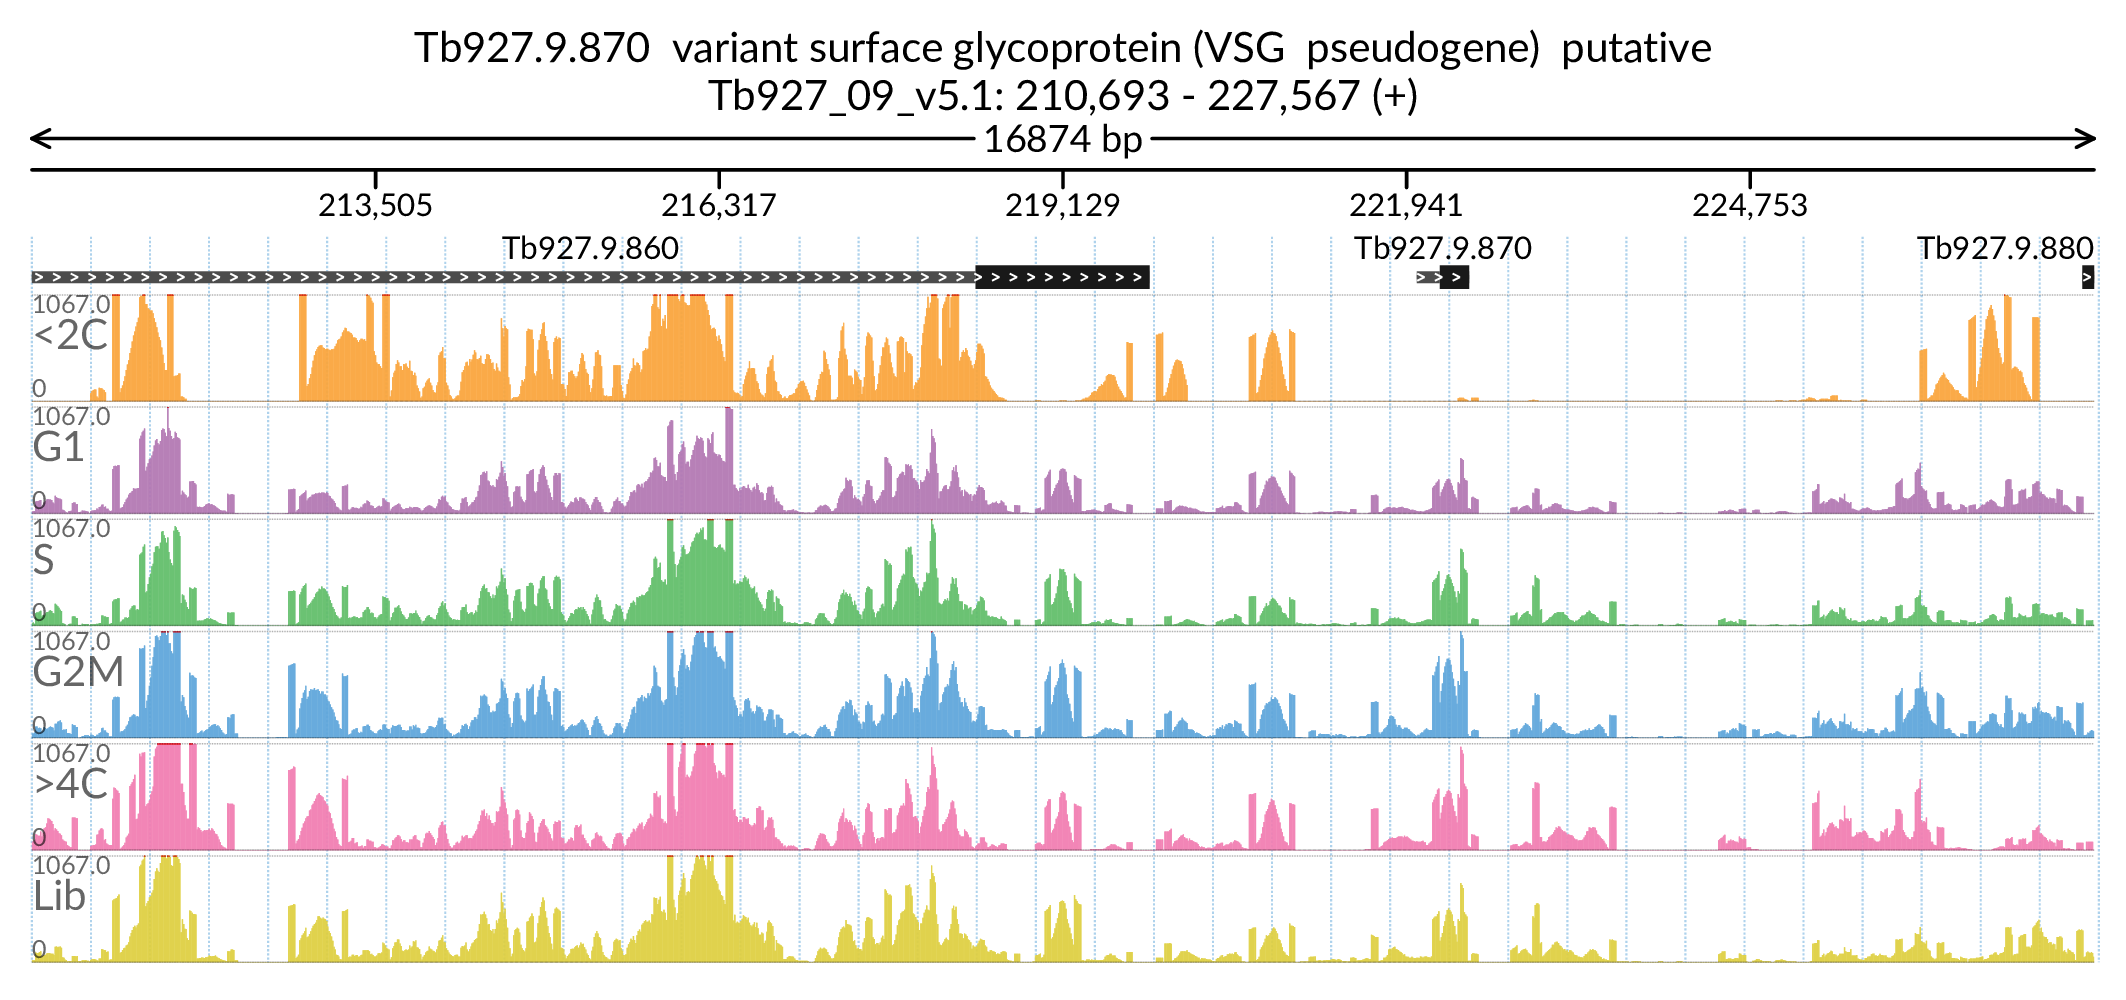 Tb927.9.870  variant surface glycoprotein (VSG  pseudogene)  putative
Tb927_09_v5.1: 210,693 - 227,567 (+)
16874 bp
213,505 216,317 219,129 221,941 224,753
Tb927.9.860 Tb927.9.870 Tb927.9.880
1067.0
<2C
0
1067.0
G1
0
1067.0
S
0
1067.0
G2M
0
1067.0
>4C
0
1067.0
Lib
0